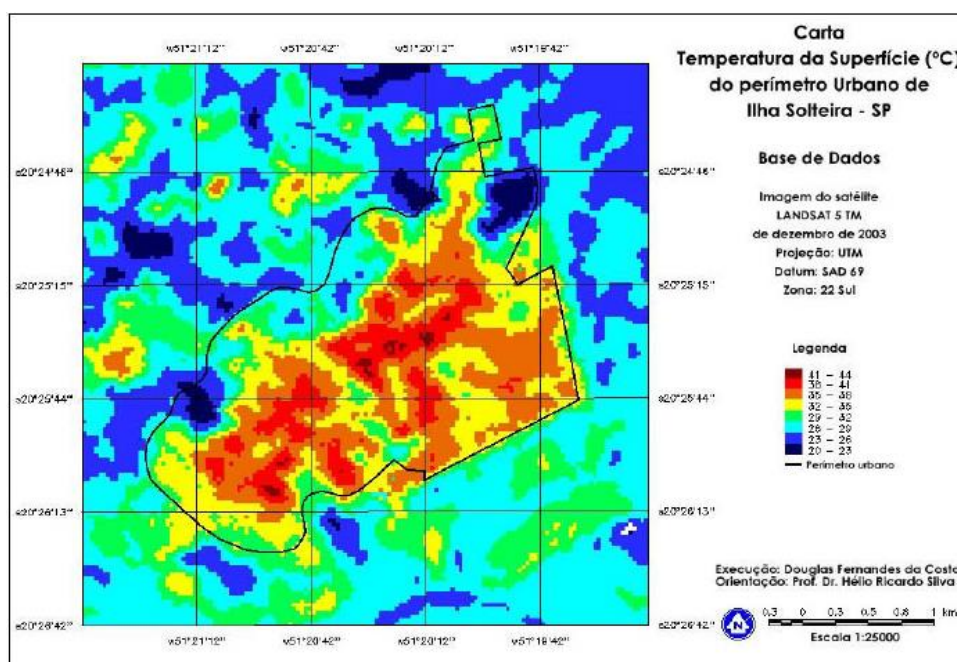 Carta
Temperatura da Superfície (ºC)
do perímetro Urbano de
Ilha Solteira - SP
Base de Dados
Imagem do satélite
LANDSAT 5 TM
de dezembro de 2003
Projeção: UTM
Datum: SAD 69
Zona: 22 Sul
Legenda
41 - 44
38 - 41
35 - 38
32 - 35
29 - 32
26 - 29
23 - 26
20 - 23
Perímetro urbano
Execução: Douglas Fernandes da Costa
Orientação: Prof. Dr. Hélio Ricardo Silva
0.3 0 0.3 0.5 0.8 1 km
Escala 1:25000
N
w51°21'12" w51°20'42" w51°20'12" w51°19'42"
s20°24'46" s20°24'46"
s20°25'15" s20°25'15"
s20°25'44" s20°25'44"
s20°26'13" s20°26'13"
s20°26'42" s20°26'42"
w51°21'12" w51°20'42" w51°20'12" w51°19'42"